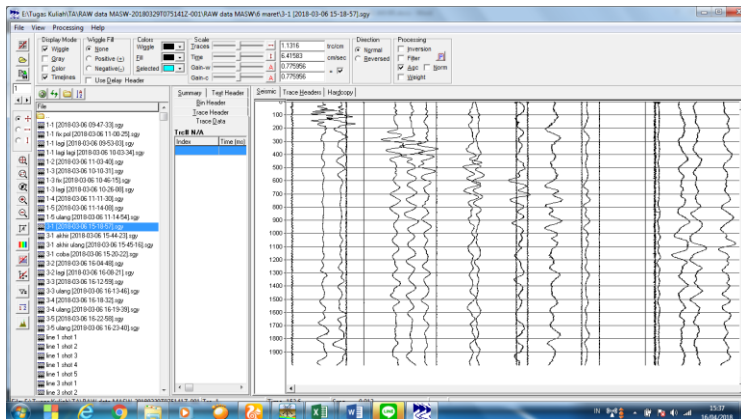 E:\Tugas Kuliah\TA\RAW data MASW-20180329T075141Z-001\RAW data MASW\6 maret\3-1 [2018-03-06 15-18-57].sgy
File View Processing Help
Display Mode
Wiggle
Gray
Color
Timelines
Wiggle Fill
None
Positive (+)
Negative(-)
Use Delay Header
Colors
Wiggle
Fill
Selected
Scale
Traces 1.1316 trc/cm
Time 6.41583 cm/sec
Gain-w 0.775956
Gain-c 0.775956
Direction
Normal
Reversed
Processing
Inversion
Filter
Agc Norm
Weight
1
File
..
1-1 [2018-03-06 09-47-33].sgy
1-1 fix pol [2018-03-06 11-00-25].sgy
1-1 lagi [2018-03-06 09-53-03].sgy
1-1 lagi lagi [2018-03-06 10-03-34].sgy
1-2 [2018-03-06 11-03-40].sgy
1-3 [2018-03-06 10-10-31].sgy
1-3 fix [2018-03-06 10-46-15].sgy
1-3 lagi [2018-03-06 10-26-08].sgy
1-4 [2018-03-06 11-11-30].sgy
1-5 [2018-03-06 11-14-08].sgy
1-5 ulang [2018-03-06 11-14-54].sgy
3-1 [2018-03-06 15-18-57].sgy
3-1 akhir [2018-03-06 15-44-23].sgy
3-1 akhir ulang [2018-03-06 15-45-16].sgy
3-1 coba [2018-03-06 15-20-22].sgy
3-2 [2018-03-06 16-04-48].sgy
3-2 lagi [2018-03-06 16-08-21].sgy
3-3 [2018-03-06 16-12-59].sgy
3-3 ulang [2018-03-06 16-13-46].sgy
3-4 [2018-03-06 16-18-32].sgy
3-4 ulang [2018-03-06 16-19-39].sgy
3-5 [2018-03-06 16-22-58].sgy
3-5 ulang [2018-03-06 16-23-40].sgy
line 1 shot 1
line 1 shot 2
line 1 shot 3
line 1 shot 4
line 1 shot 5
line 3 shot 1
line 3 shot 2
Summary Text Header
Bin Header
Trace Header
Trace Data
Trc# N/A
Index Time (ms)
Seismic Trace Headers Hardcopy
100
200
300
400
500
600
700
800
900
1000
1100
1200
1300
1400
1500
1600
1700
1800
1900
IN
15:37
16/04/2018